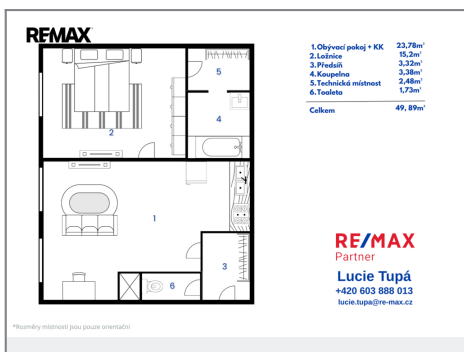 RE/MAX
1.Obývací pokoj + KK 23,78m²
2.Ložnice 15,2m²
3.Předsíň 3,32m²
4.Koupelna 3,38m²
5.Technická místnost 2,48m²
6.Toaleta 1,73m²
Celkem 49, 89m²
5
4
2
1
3
6
RE/MAX
Partner
Lucie Tupá
+420 603 888 013
lucie.tupa@re-max.cz
*Rozměry místností jsou pouze orientační